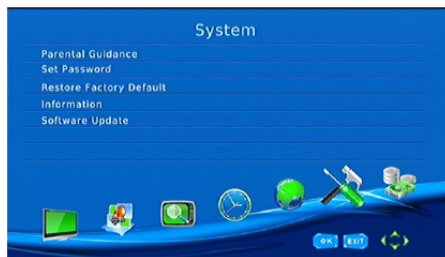 System
Parental Guidance
Set Password
Restore Factory Default
Information
Software Update
OK EXIT